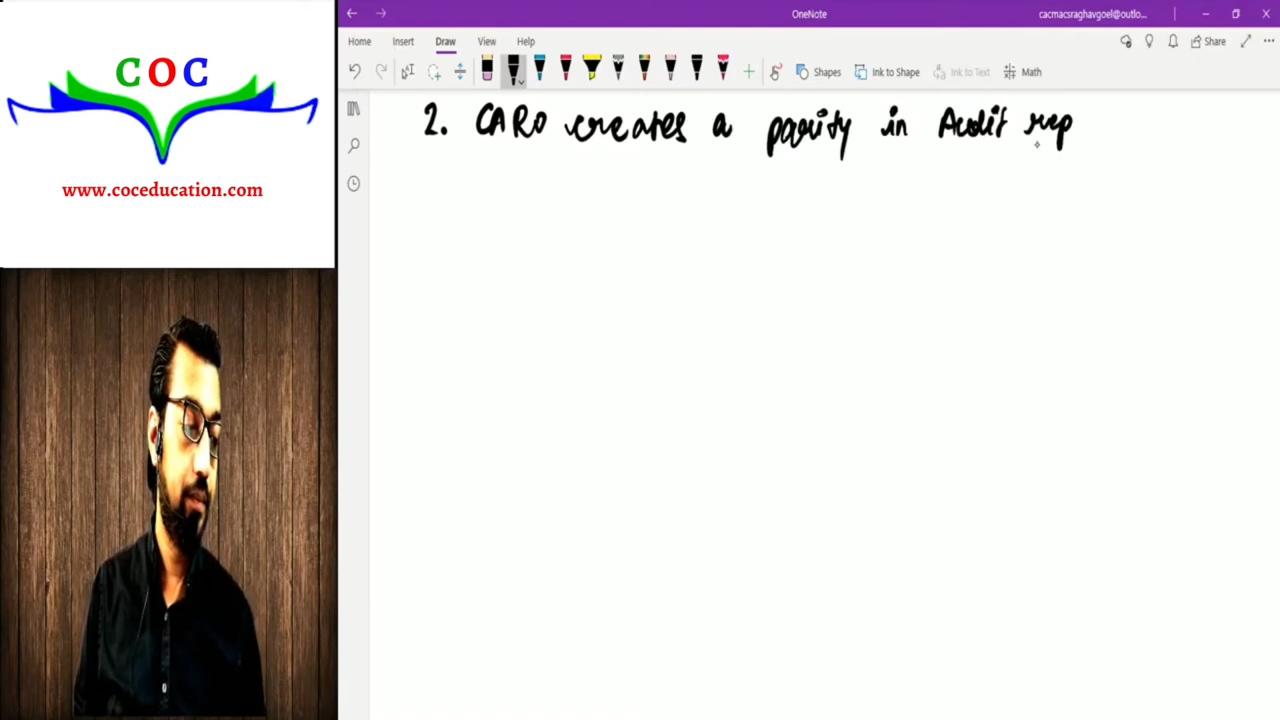 OneNote
cacmacsraghavgoel@outlo...
COC
www.coceducation.com
Home Insert Draw View Help
Share
Shapes Ink to Shape Ink to Text Math
2. CARO creates a parity in Audit rep